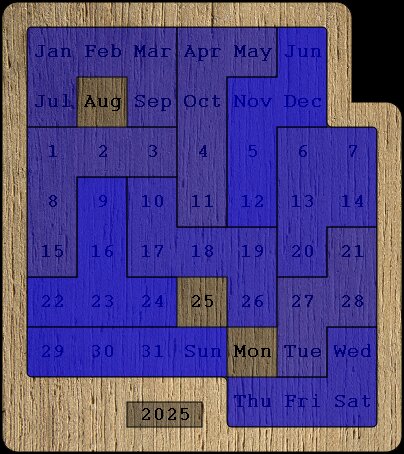 Jan Feb Mar Apr May Jun
Jul Aug Sep Oct Nov Dec
1 2 3 4 5 6 7
8 9 10 11 12 13 14
15 16 17 18 19 20 21
22 23 24 25 26 27 28
29 30 31 Sun Mon Tue Wed
Thu Fri Sat
2025